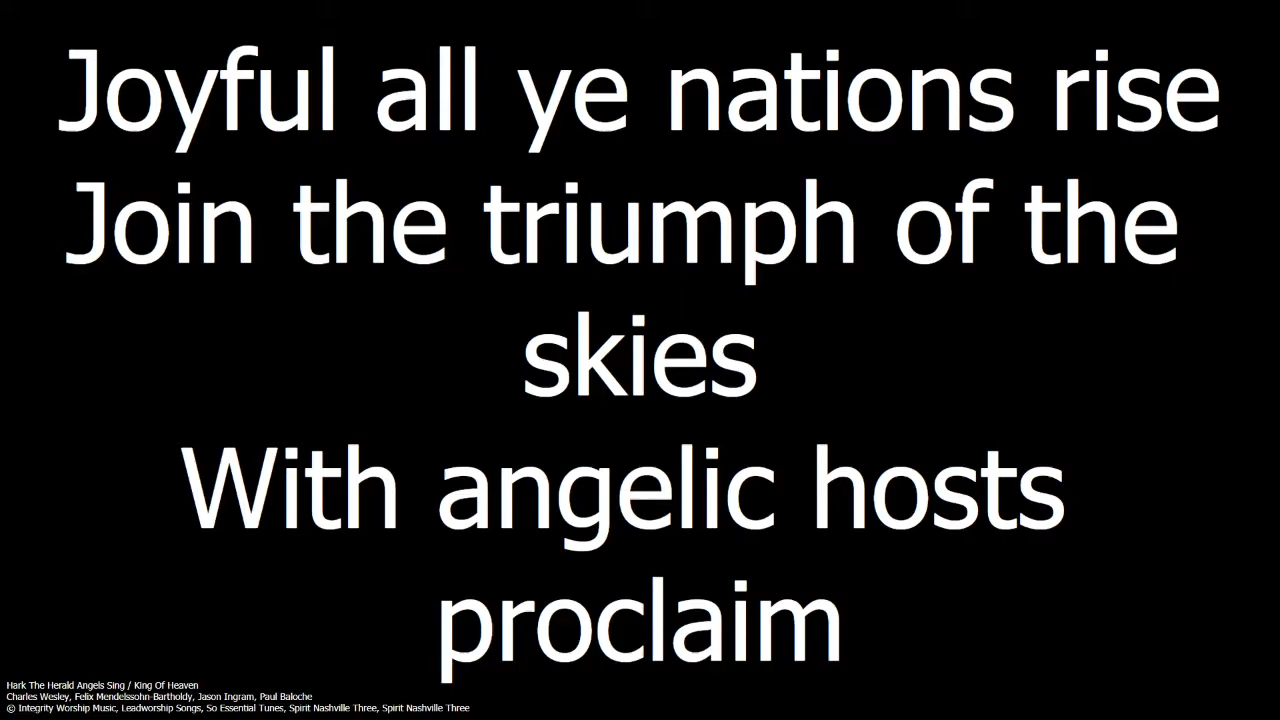 Joyful all ye nations rise
Join the triumph of the
skies
With angelic hosts
proclaim
Hark The Herald Angels Sing / King Of Heaven
Charles Wesley, Felix Mendelssohn-Bartholdy, Jason Ingram, Paul Baloche
© Integrity Worship Music, Leadworship Songs, So Essential Tunes, Spirit Nashville Three, Spirit Nashville Three